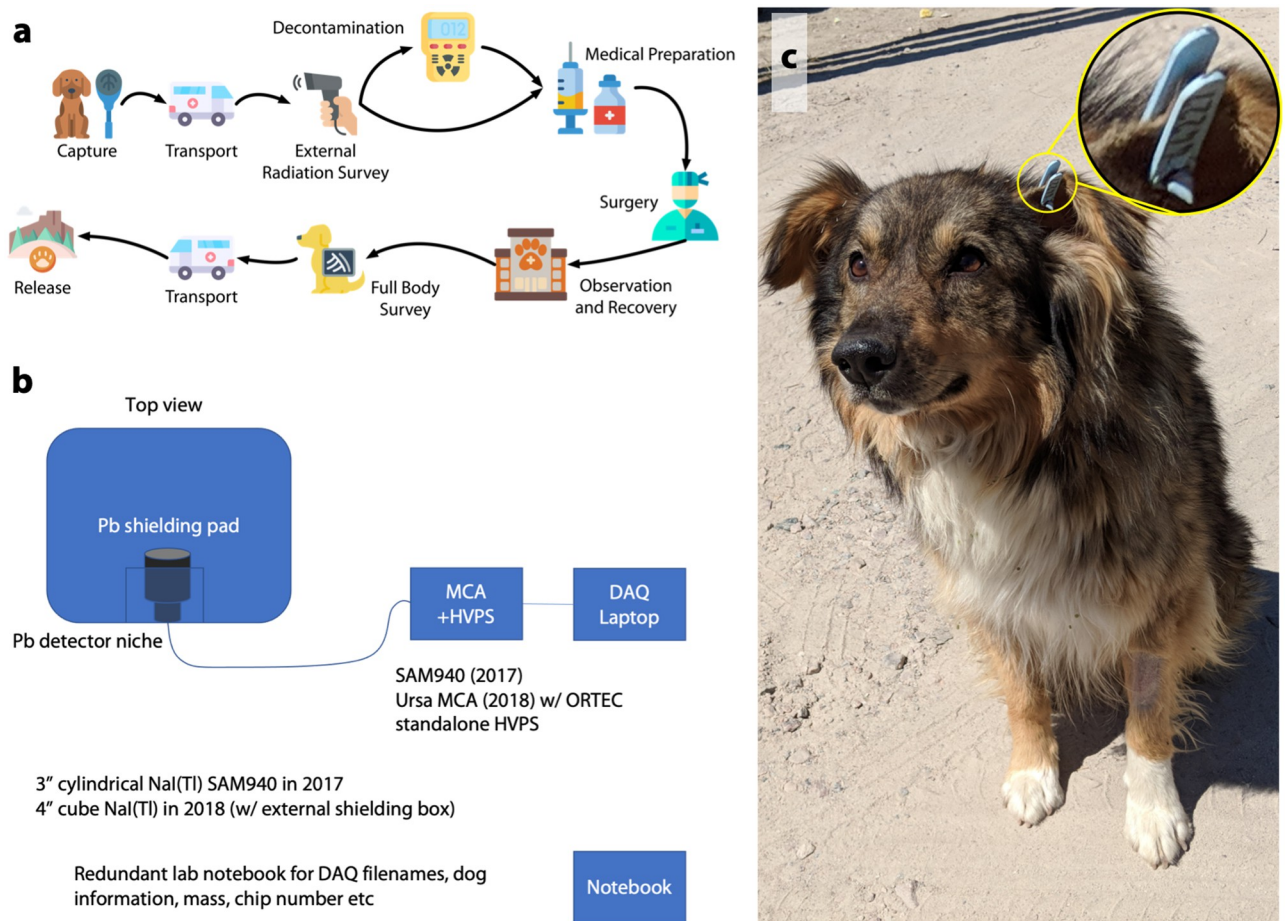 a
Decontamination
012
Medical Preparation
Capture
Transport
External
Radiation Survey
Surgery
Release
Transport
Full Body
Survey
Observation
and Recovery
b
Top view
Pb shielding pad
Pb detector niche
MCA
+HVPS
DAQ
Laptop
SAM940 (2017)
Ursa MCA (2018) w/ ORTEC
standalone HVPS
3” cylindrical NaI(Tl) SAM940 in 2017
4” cube NaI(Tl) in 2018 (w/ external shielding box)
Redundant lab notebook for DAQ filenames, dog
information, mass, chip number etc
Notebook
c